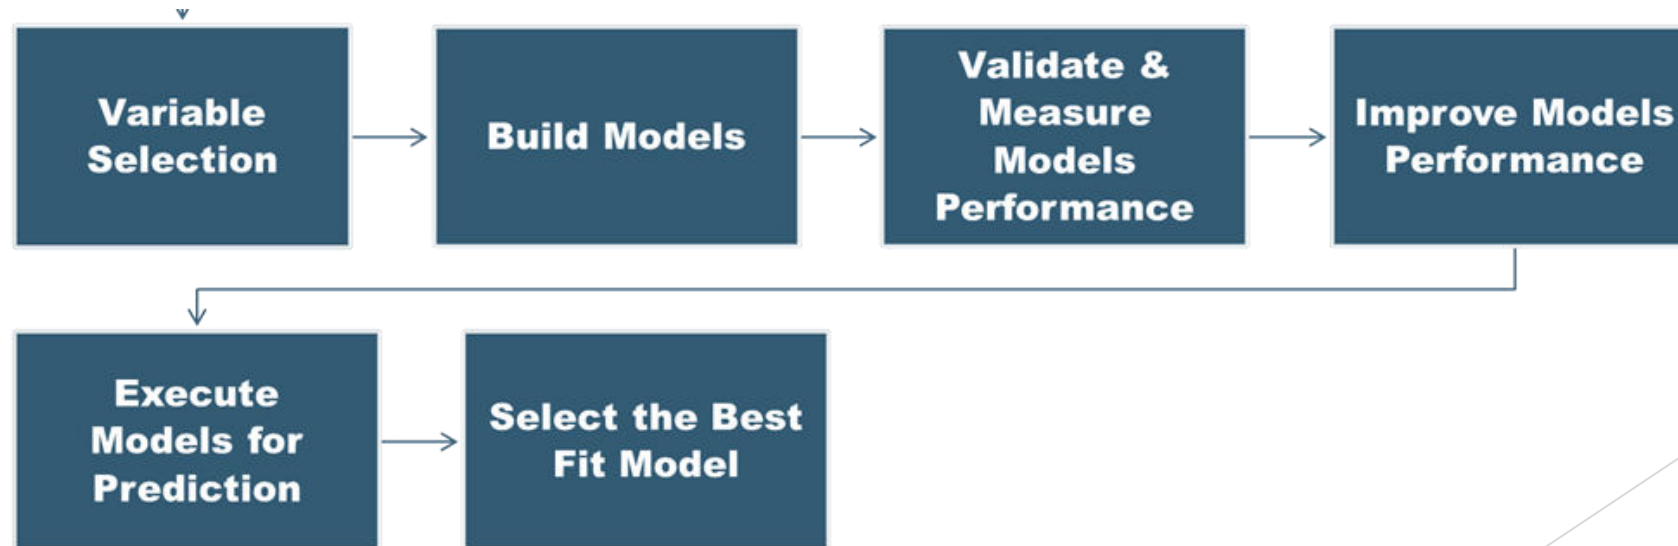 Variable
Selection
Build Models
Validate &
Measure
Models
Performance
Improve Models
Performance
Execute
Models for
Prediction
Select the Best
Fit Model